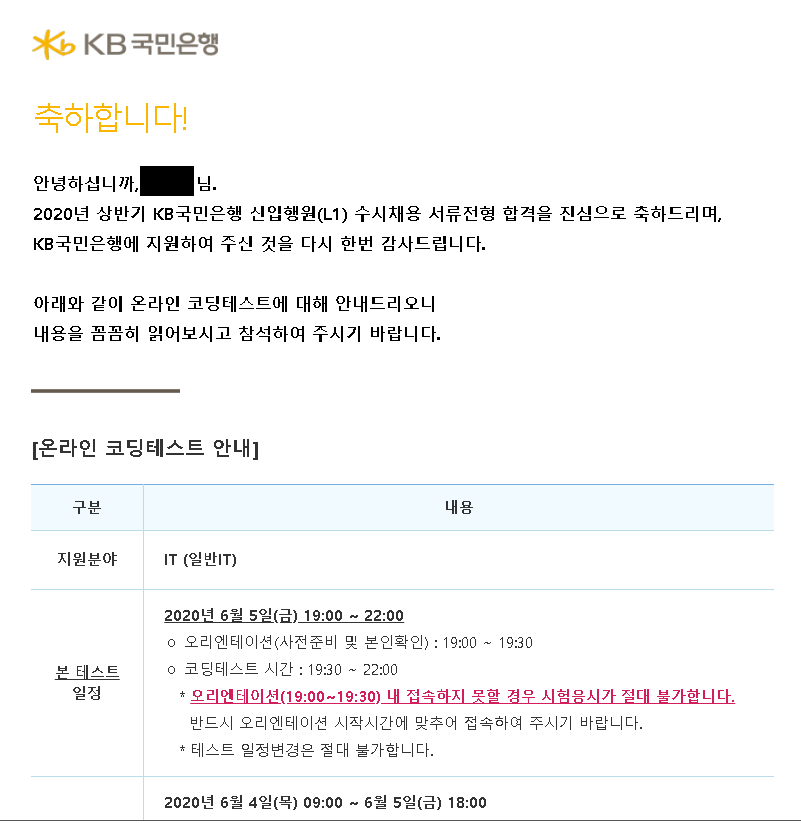 KB국민은행
축하합니다!
안녕하십니까, 님.
2020년 상반기 KB국민은행 신입행원(L1) 수시채용 서류전형 합격을 진심으로 축하드리며,
KB국민은행에 지원하여 주신 것을 다시 한번 감사드립니다.
아래와 같이 온라인 코딩테스트에 대해 안내드리오니
내용을 꼼꼼히 읽어보시고 참석하여 주시기 바랍니다.
[온라인 코딩테스트 안내]
구분 내용
지원분야 IT (일반IT)
본 테스트
일정
2020년 6월 5일(금) 19:00 ~ 22:00
ㅇ 오리엔테이션(사전준비 및 본인확인) : 19:00 ~ 19:30
ㅇ 코딩테스트 시간 : 19:30 ~ 22:00
* 오리엔테이션(19:00~19:30) 내 접속하지 못할 경우 시험응시가 절대 불가합니다.
반드시 오리엔테이션 시작시간에 맞추어 접속하여 주시기 바랍니다.
* 테스트 일정변경은 절대 불가합니다.
2020년 6월 4일(목) 09:00 ~ 6월 5일(금) 18:00